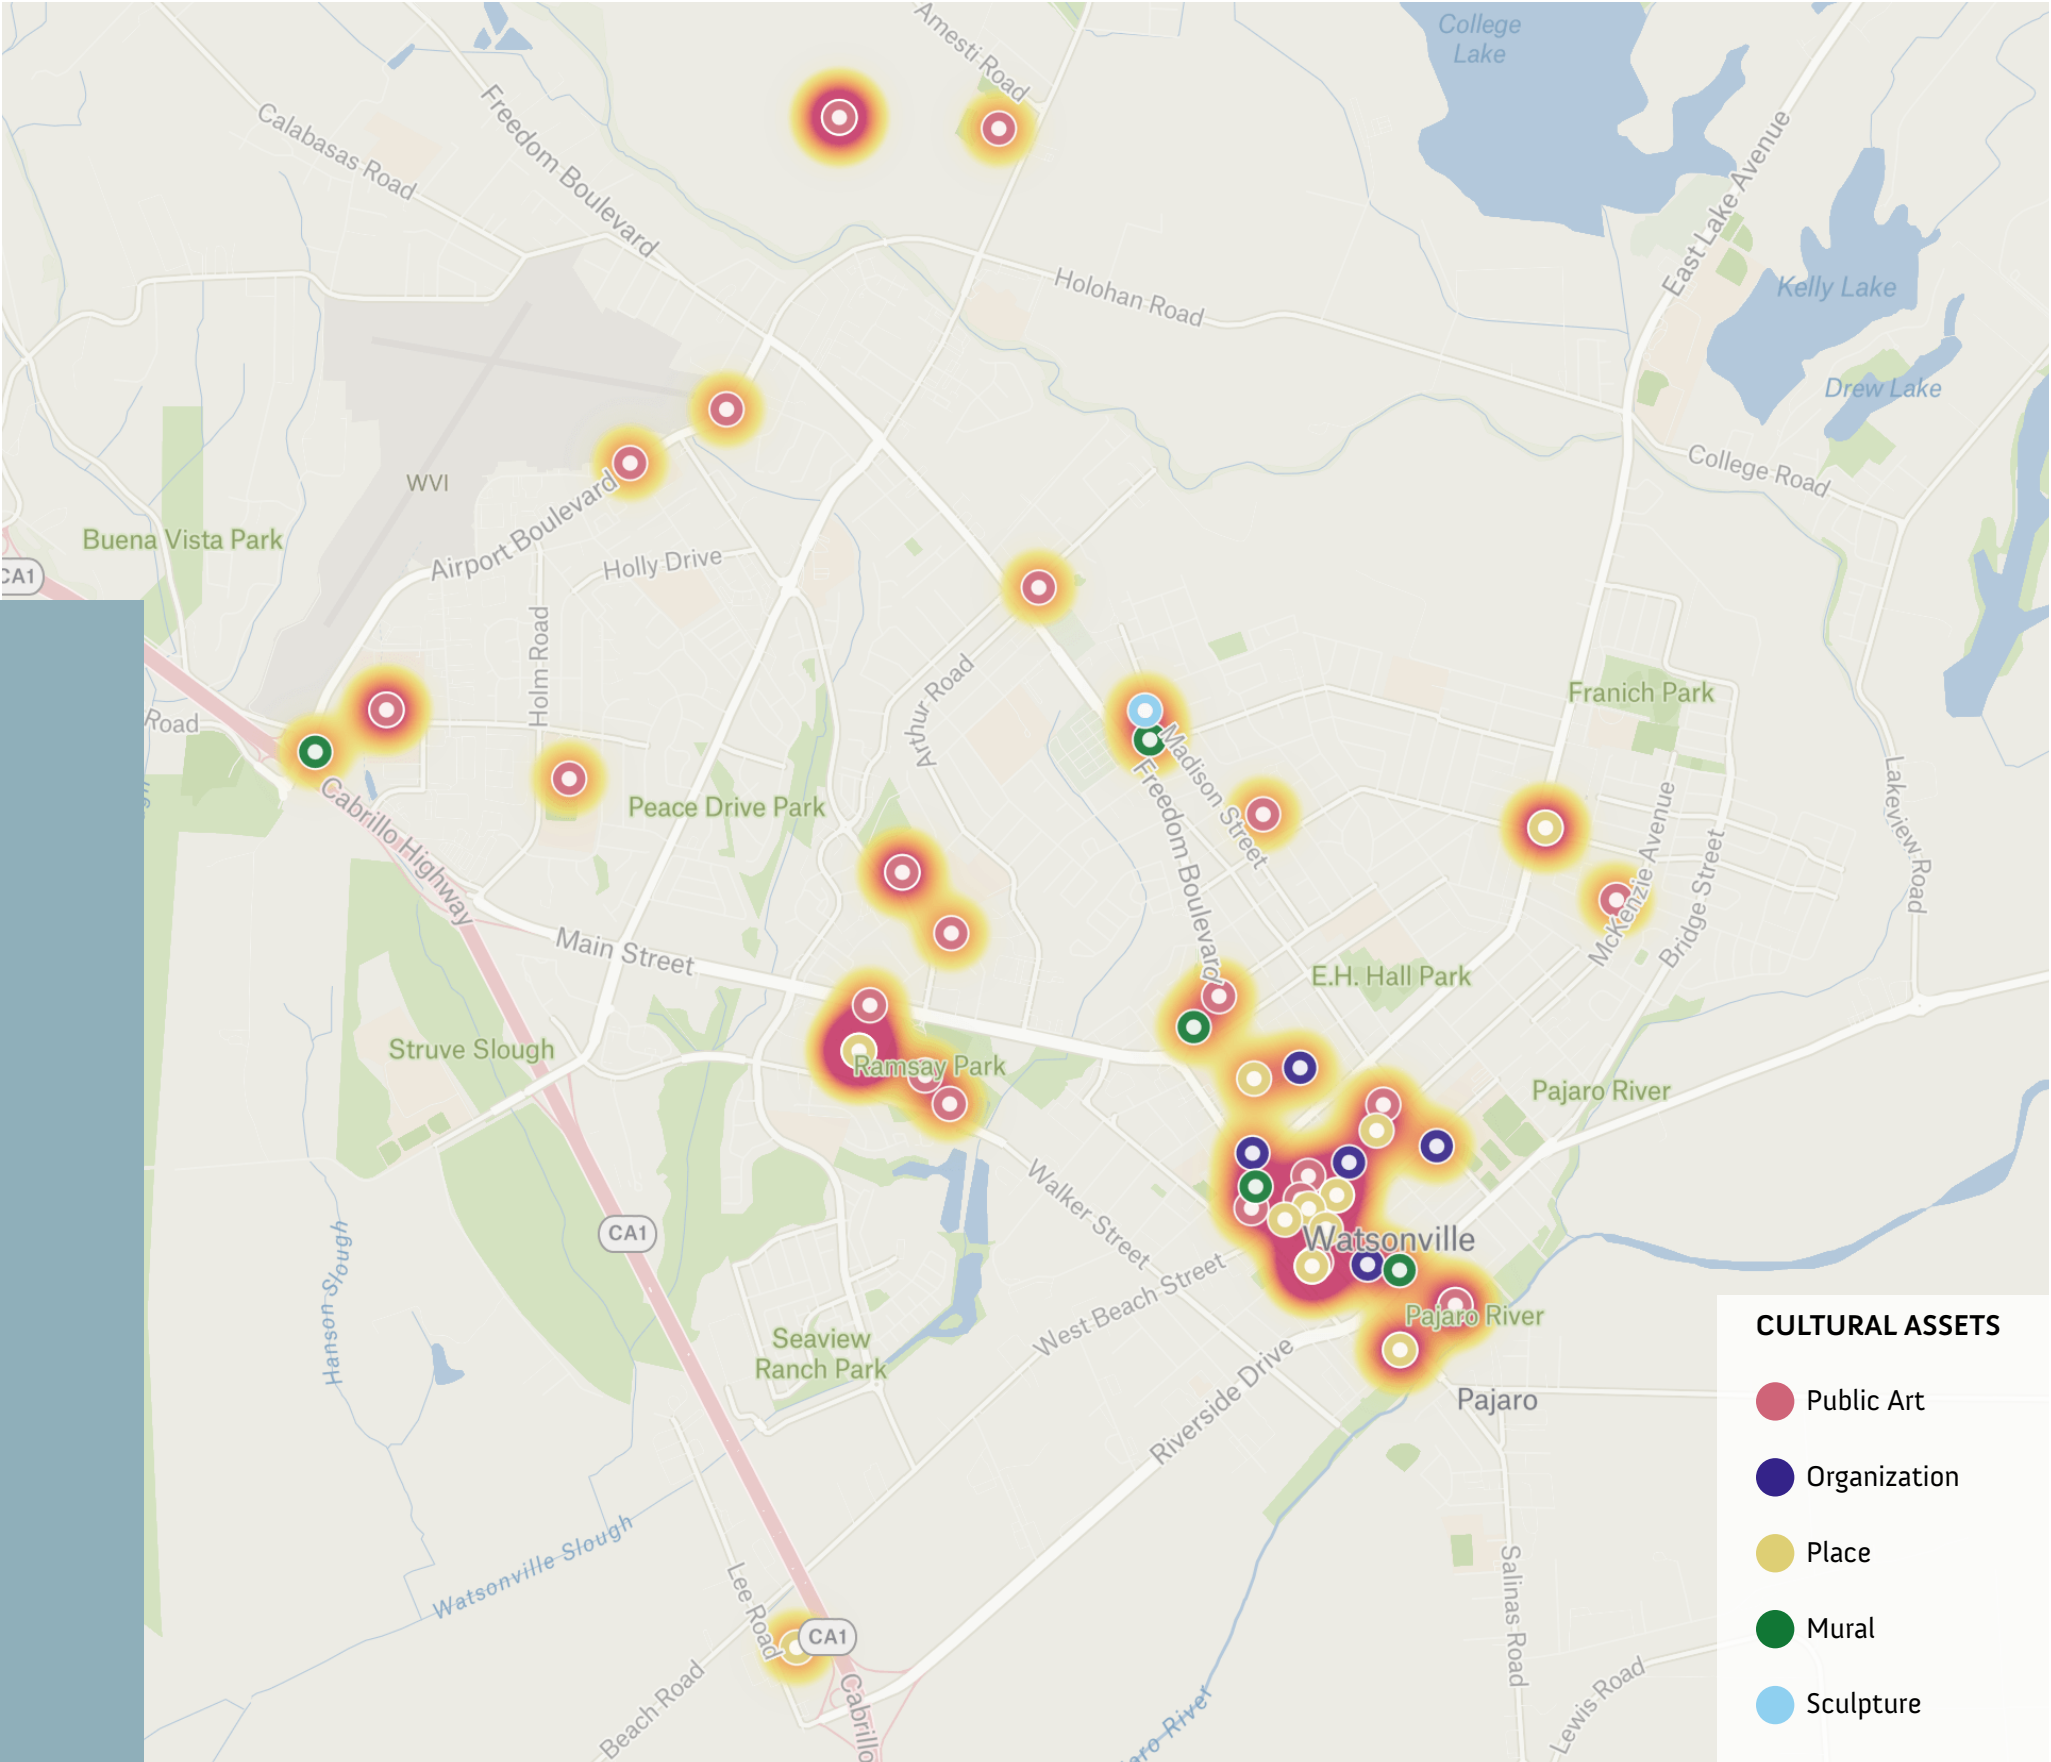 Amesti Road
College
Lake
Freedom Boulevard
Calabasas Road
East Lake Avenue
Holohan Road
Kelly Lake
Drew Lake
College Road
WVI
Buena Vista Park
Airport Boulevard
Holly Drive
CA1
Holm Road
Arthur Road
Franich Park
Road
Madison Street
Freedom Boulevard
Cabrillo Highway
Peace Drive Park
McKenzie Avenue
Bridge Street
Lakeview Road
Main Street
E.H. Hall Park
Struve Slough
Ramsay Park
Pajaro River
Walker Street
CA1
Hanson Slough
Watsonville
West Beach Street
Pajaro River
Seaview
Ranch Park
Riverside Drive
Pajaro
Watsonville Slough
Lee Road
CA1
Salinas Road
Beach Road
Cabrillo
aro River
Lewis Road
CULTURAL ASSETS
Public Art
Organization
Place
Mural
Sculpture